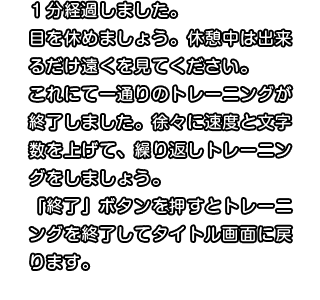 １分経過しました。
目を休めましょう。休憩中は出来
るだけ遠くを見てください。
これにて一通りのトレーニングが
終了しました。徐々に速度と文字
数を上げて、繰り返しトレーニン
グをしましょう。
「終了」ボタンを押すとトレーニ
ングを終了してタイトル画面に戻
ります。